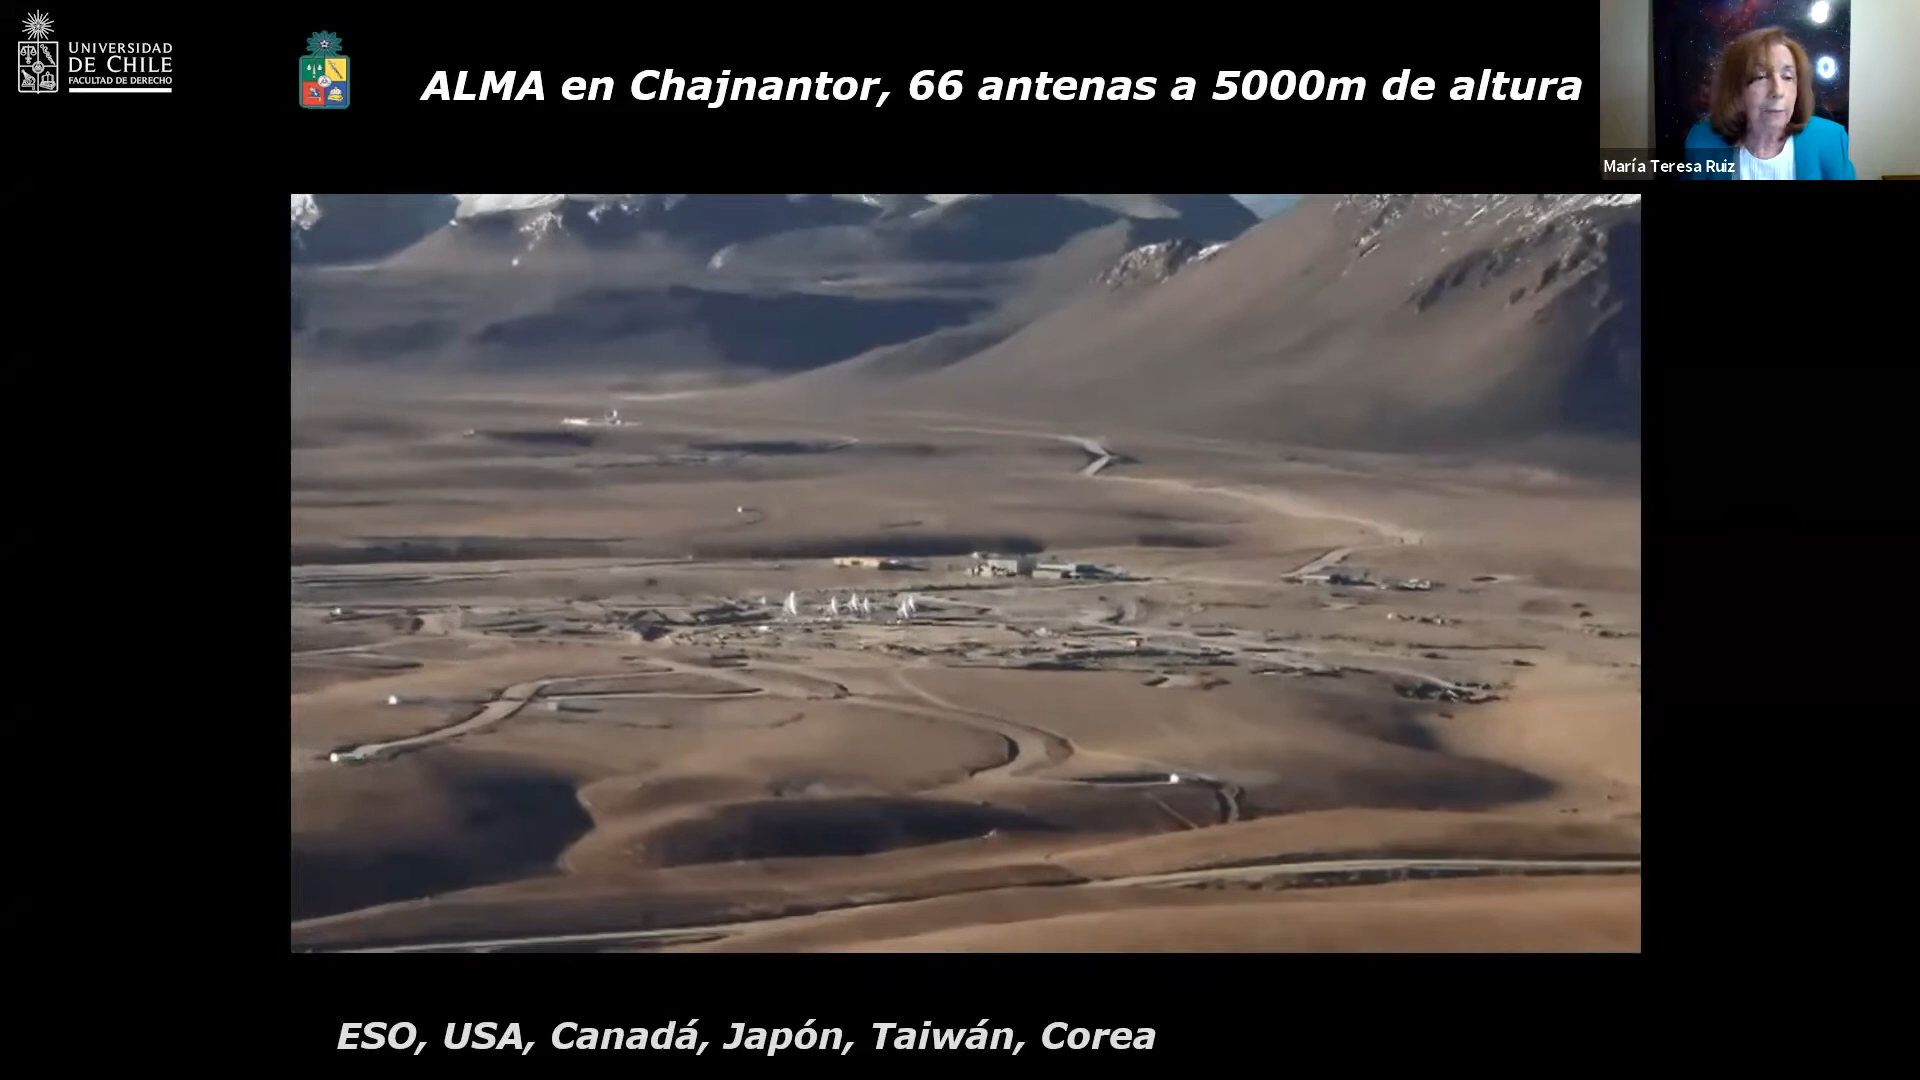 UNIVERSIDAD
DE CHILE
FACULTAD DE DERECHO
ALMA en Chajnantor, 66 antenas a 5000m de altura
María Teresa Ruiz
ESO, USA, Canadá, Japón, Taiwán, Corea